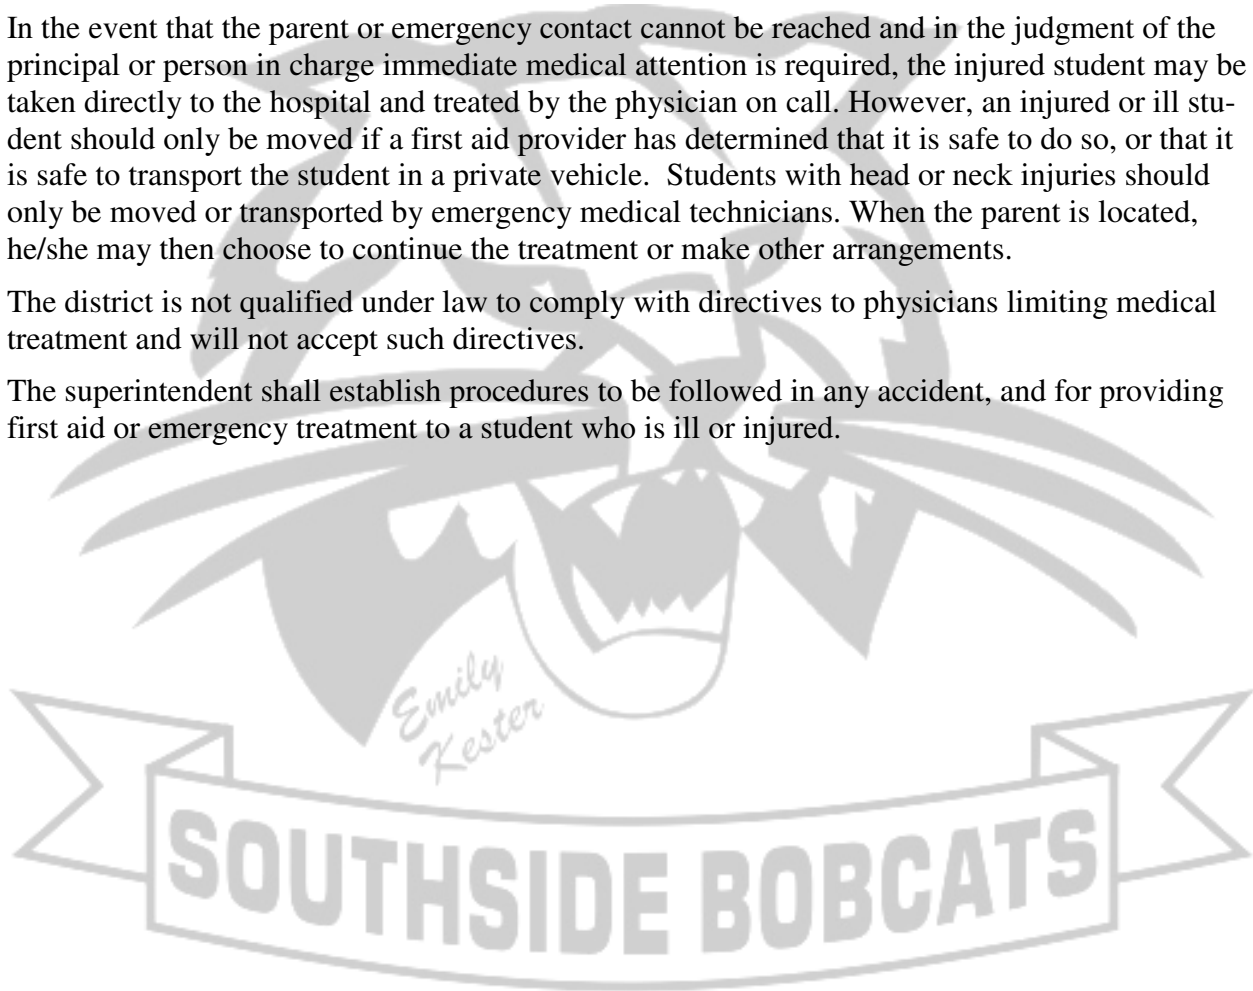 In the event that the parent or emergency contact cannot be reached and in the judgment of the
principal or person in charge immediate medical attention is required, the injured student may be
taken directly to the hospital and treated by the physician on call. However, an injured or ill stu-
dent should only be moved if a first aid provider has determined that it is safe to do so, or that it
is safe to transport the student in a private vehicle.  Students with head or neck injuries should
only be moved or transported by emergency medical technicians. When the parent is located,
he/she may then choose to continue the treatment or make other arrangements.
The district is not qualified under law to comply with directives to physicians limiting medical
treatment and will not accept such directives.
The superintendent shall establish procedures to be followed in any accident, and for providing
first aid or emergency treatment to a student who is ill or injured.
Emily
Kester
SOUTHSIDE BOBCATS